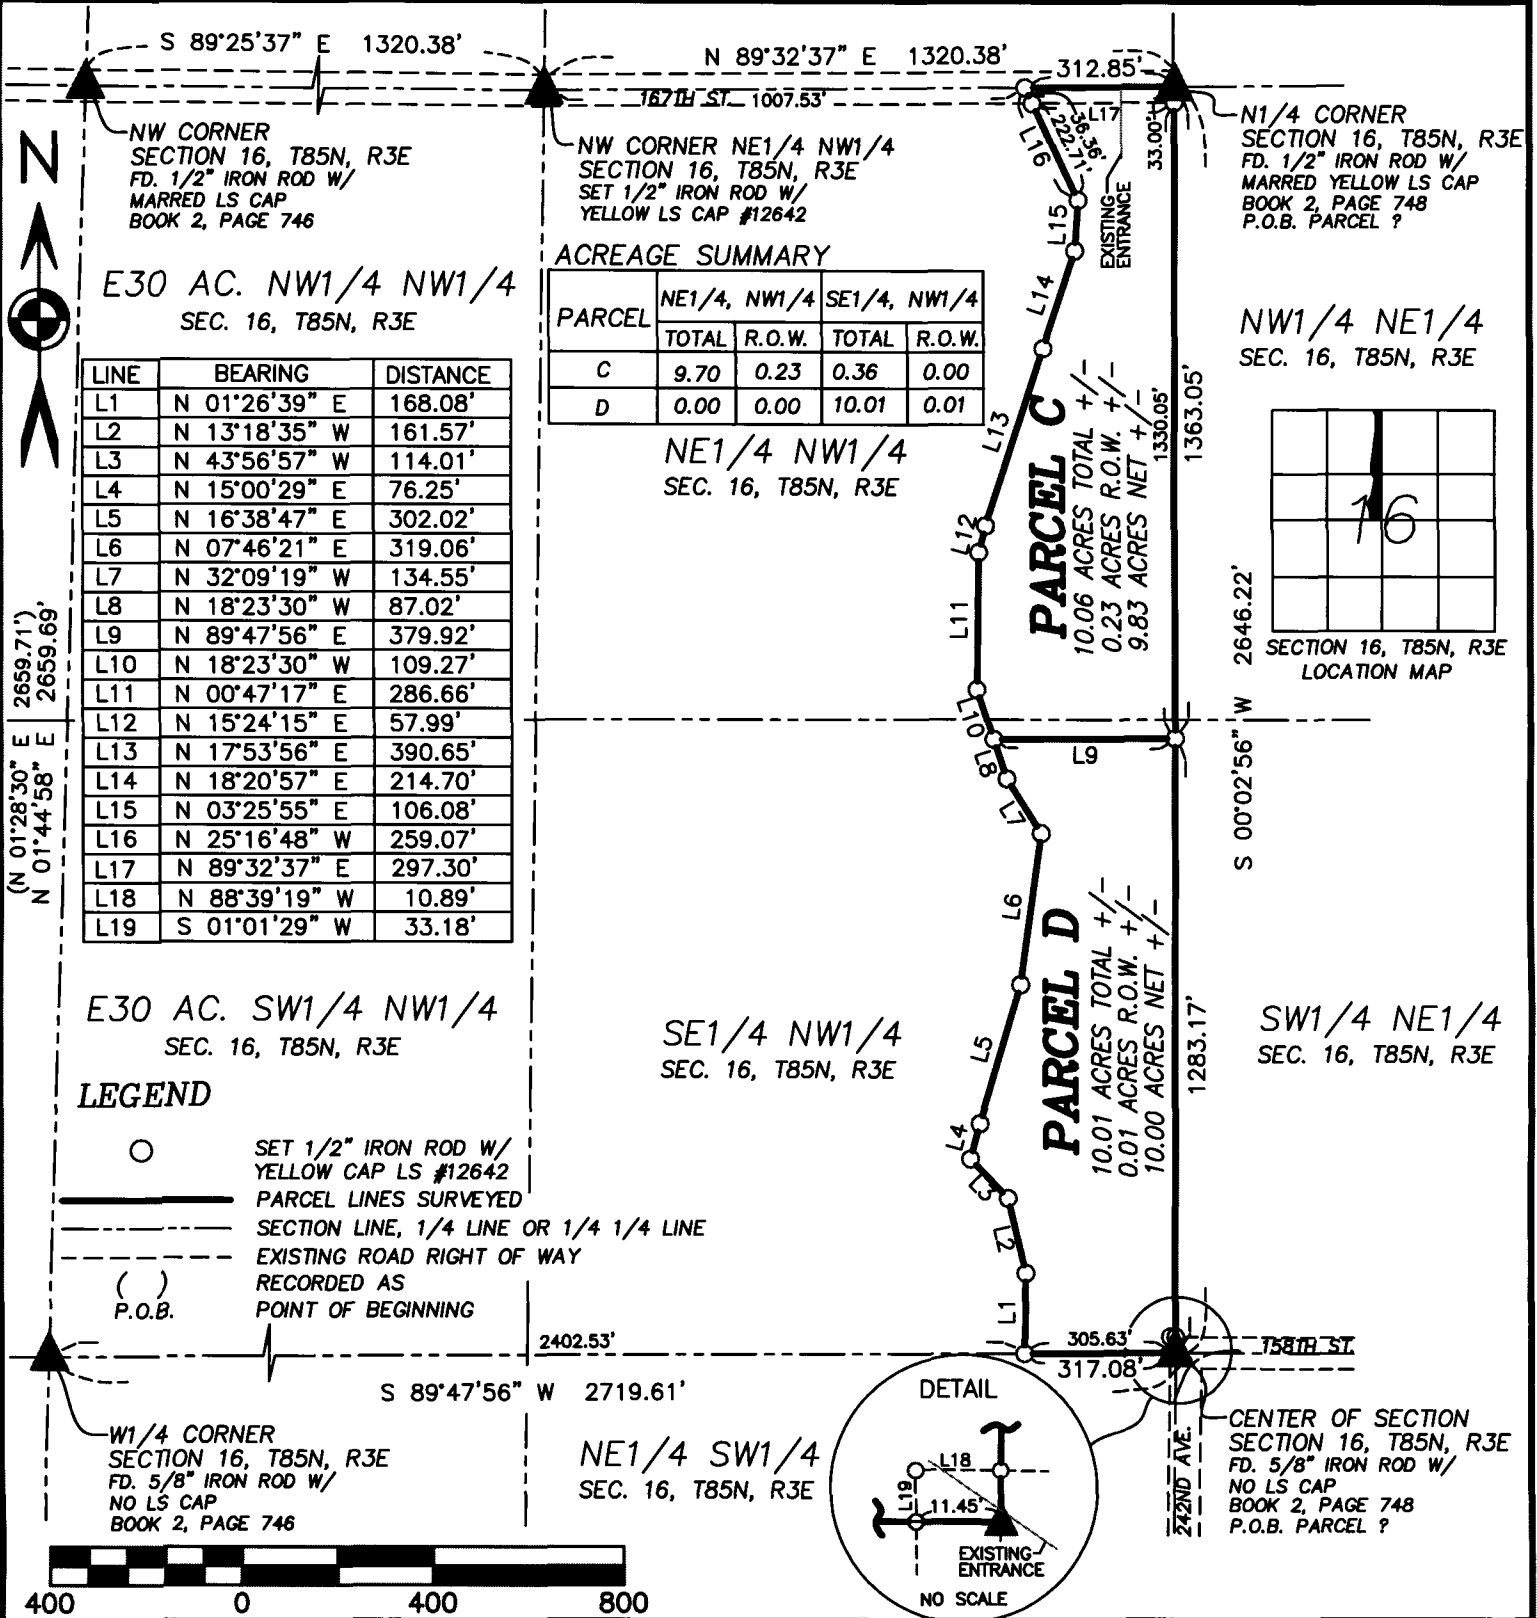 S 89°25'37" E 1320.38'
N 89°32'37" E 1320.38'
312.85'
167TH ST. 1007.53'
L17
36.36'
222.71'
L16
33.00'
NW CORNER
SECTION 16, T85N, R3E
FD. 1/2" IRON ROD W/
MARRED LS CAP
BOOK 2, PAGE 746
NW CORNER NE1/4 NW1/4
SECTION 16, T85N, R3E
SET 1/2" IRON ROD W/
YELLOW LS CAP #12642
N1/4 CORNER
SECTION 16, T85N, R3E
FD. 1/2" IRON ROD W/
MARRED YELLOW LS CAP
BOOK 2, PAGE 748
P.O.B. PARCEL ?
N
EXISTING
ENTRANCE
L15
L14
L13
L12
L11
L10
E30 AC. NW1/4 NW1/4
SEC. 16, T85N, R3E
ACREAGE SUMMARY
PARCEL NE1/4, NW1/4 SE1/4, NW1/4
TOTAL R.O.W. TOTAL R.O.W.
C 9.70 0.23 0.36 0.00
D 0.00 0.00 10.01 0.01
NE1/4 NW1/4
SEC. 16, T85N, R3E
NW1/4 NE1/4
SEC. 16, T85N, R3E
LINE BEARING DISTANCE
L1 N 01°26'39" E 168.08'
L2 N 13°18'35" W 161.57'
L3 N 43°56'57" W 114.01'
L4 N 15°00'29" E 76.25'
L5 N 16°38'47" E 302.02'
L6 N 07°46'21" E 319.06'
L7 N 32°09'19" W 134.55'
L8 N 18°23'30" W 87.02'
L9 N 89°47'56" E 379.92'
L10 N 18°23'30" W 109.27'
L11 N 00°47'17" E 286.66'
L12 N 15°24'15" E 57.99'
L13 N 17°53'56" E 390.65'
L14 N 18°20'57" E 214.70'
L15 N 03°25'55" E 106.08'
L16 N 25°16'48" W 259.07'
L17 N 89°32'37" E 297.30'
L18 N 88°39'19" W 10.89'
L19 S 01°01'29" W 33.18'
PARCEL C
10.06 ACRES TOTAL +/-
0.23 ACRES R.O.W. +/-
9.83 ACRES NET +/-
1330.05'
1363.05'
16
SECTION 16, T85N, R3E
LOCATION MAP
S 00°02'56" W 2646.22'
(N 01°28'30" E 2659.71')
N 01°44'58" E 2659.69'
L9
L8
L7
L6
L5
L4
L3
L2
L1
PARCEL D
10.01 ACRES TOTAL +/-
0.01 ACRES R.O.W. +/-
10.00 ACRES NET +/-
1283.17'
E30 AC. SW1/4 NW1/4
SEC. 16, T85N, R3E
SE1/4 NW1/4
SEC. 16, T85N, R3E
SW1/4 NE1/4
SEC. 16, T85N, R3E
LEGEND
SET 1/2" IRON ROD W/
YELLOW CAP LS #12642
PARCEL LINES SURVEYED
SECTION LINE, 1/4 LINE OR 1/4 1/4 LINE
EXISTING ROAD RIGHT OF WAY
( ) RECORDED AS
P.O.B. POINT OF BEGINNING
2402.53'
305.63'
317.08'
158TH ST.
S 89°47'56" W 2719.61'
W1/4 CORNER
SECTION 16, T85N, R3E
FD. 5/8" IRON ROD W/
NO LS CAP
BOOK 2, PAGE 746
NE1/4 SW1/4
SEC. 16, T85N, R3E
DETAIL
L18
L19
11.45'
EXISTING
ENTRANCE
NO SCALE
242ND AVE.
CENTER OF SECTION
SECTION 16, T85N, R3E
FD. 5/8" IRON ROD W/
NO LS CAP
BOOK 2, PAGE 748
P.O.B. PARCEL ?
400 0 400 800